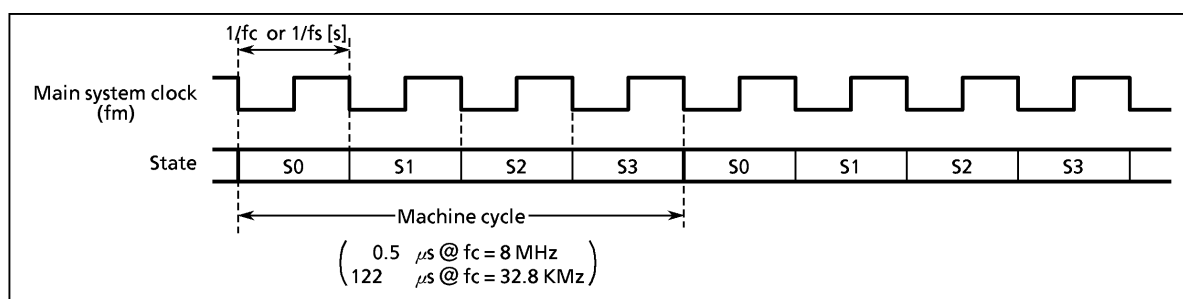 1/fc or 1/fs [s]
Main system clock
(fm)
State
S0 S1 S2 S3 S0 S1 S2 S3
Machine cycle
0.5 μs @ fc = 8 MHz
122 μs @ fc = 32.8 KMz